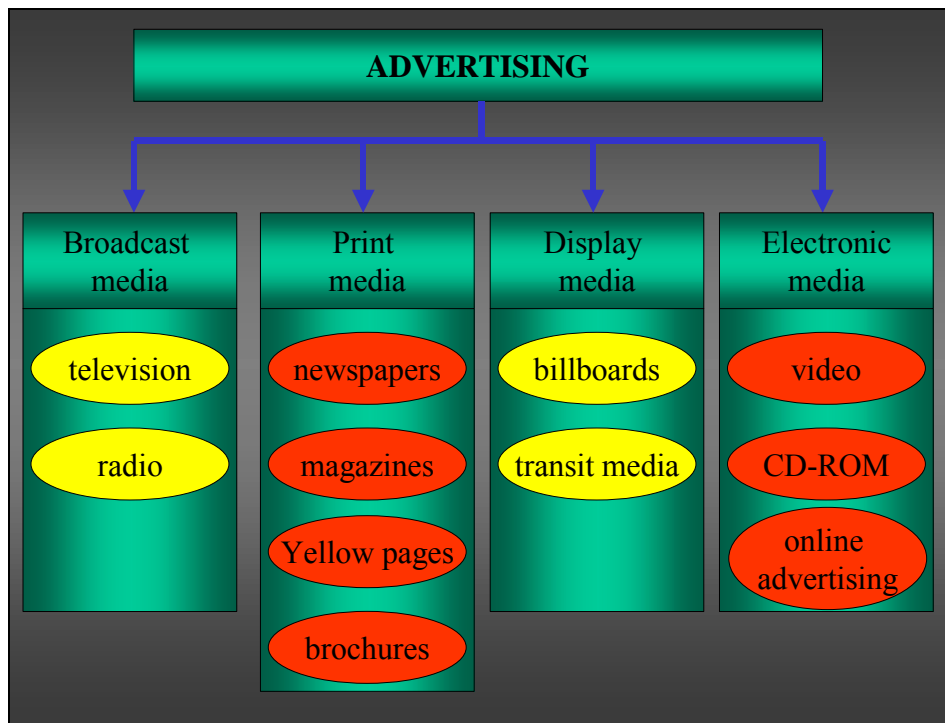 ADVERTISING
Broadcast
media
television
radio
Print
media
newspapers
magazines
Yellow pages
brochures
Display
media
billboards
transit media
Electronic
media
video
CD-ROM
online
advertising